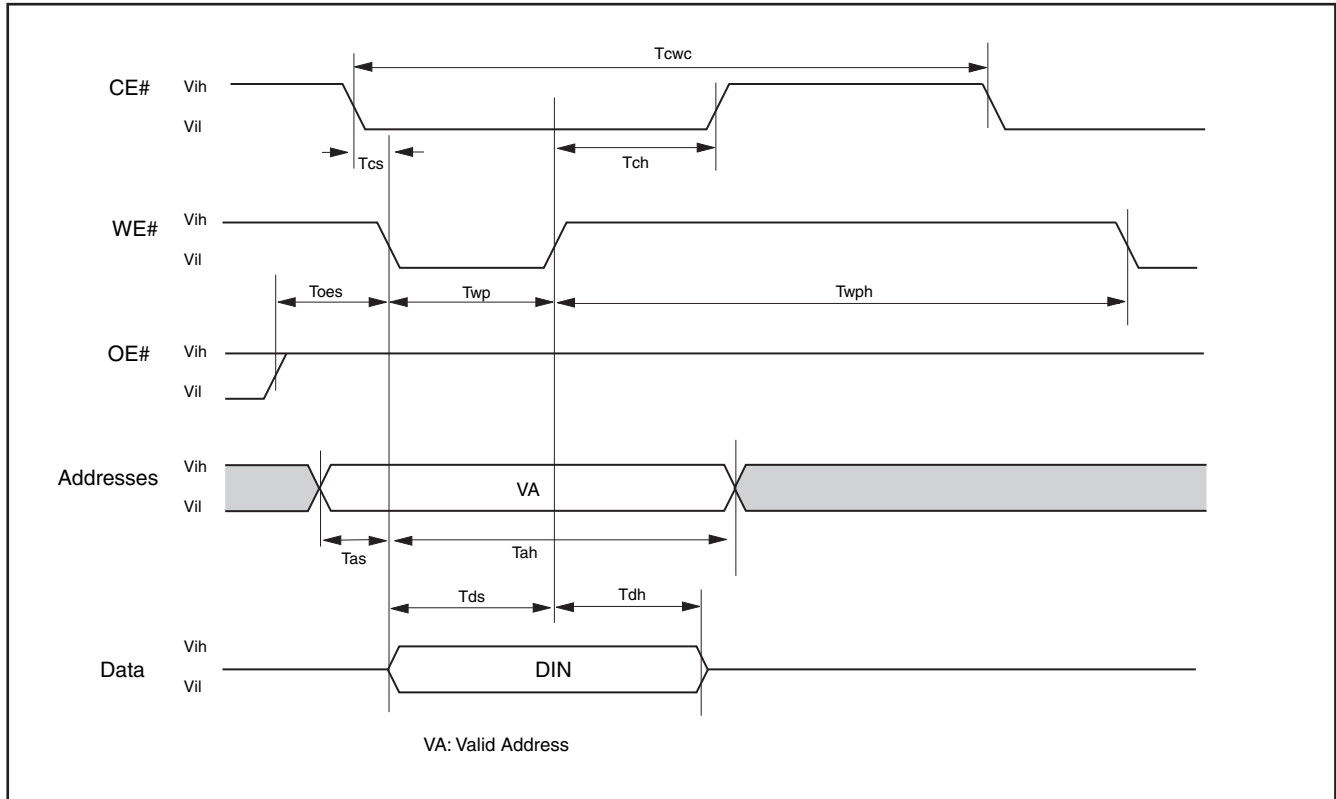 Tcwc
CE# Vih
Vil
Tcs
Tch
WE# Vih
Vil
Toes Twp Twph
OE# Vih
Vil
Addresses Vih
Vil
VA
Tas Tah
Tds Tdh
Data Vih
Vil
DIN
VA: Valid Address